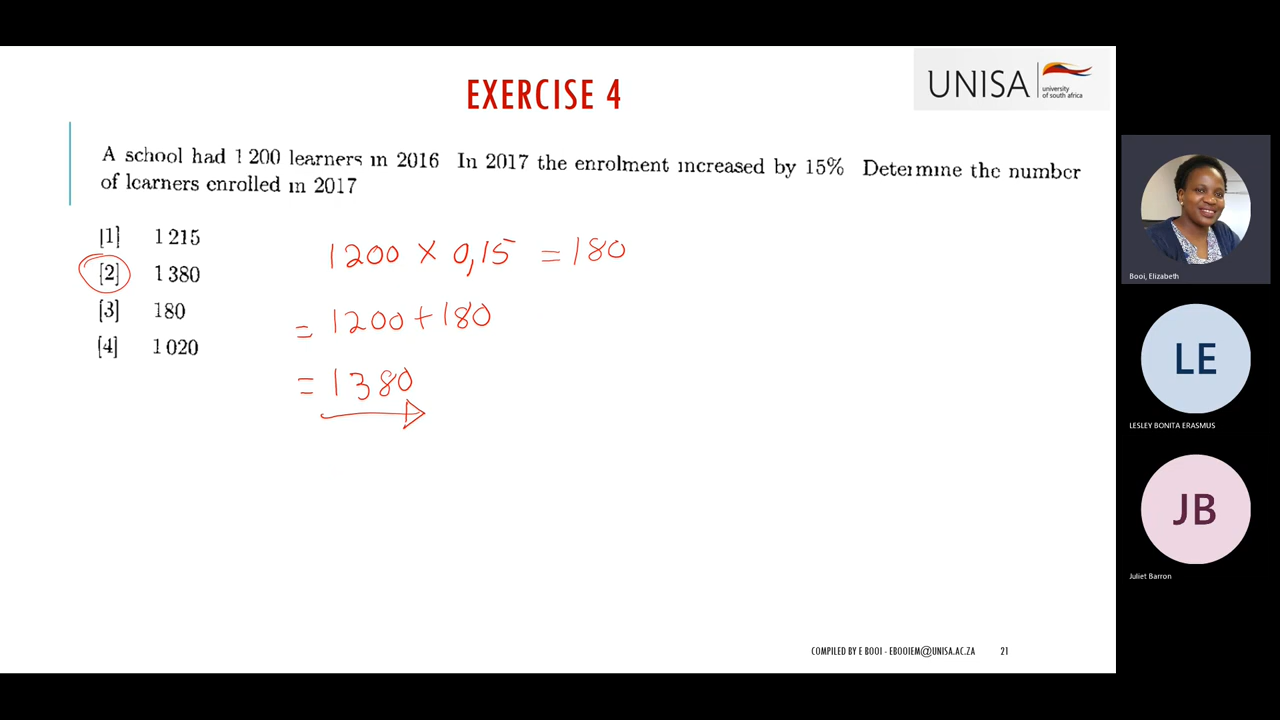 EXERCISE 4
UNISA
university
of south africa
A school had 1 200 learners in 2016 In 2017 the enrolment increased by 15% Determine the number
of learners enrolled in 2017
[1] 1 215
[2] 1 380
[3] 180
[4] 1 020
1200 × 0,15 = 180
= 1200 + 180
= 1380
Booi, Elizabeth
LE
LESLEY BONITA ERASMUS
JB
Juliet Barron
COMPILED BY E BOOI - EBOOIEM@UNISA.AC.ZA 21